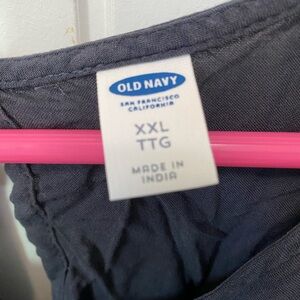 OLD NAVY
SAN FRANCISCO
CALIFORNIA
XXL
TTG
MADE IN
INDIA